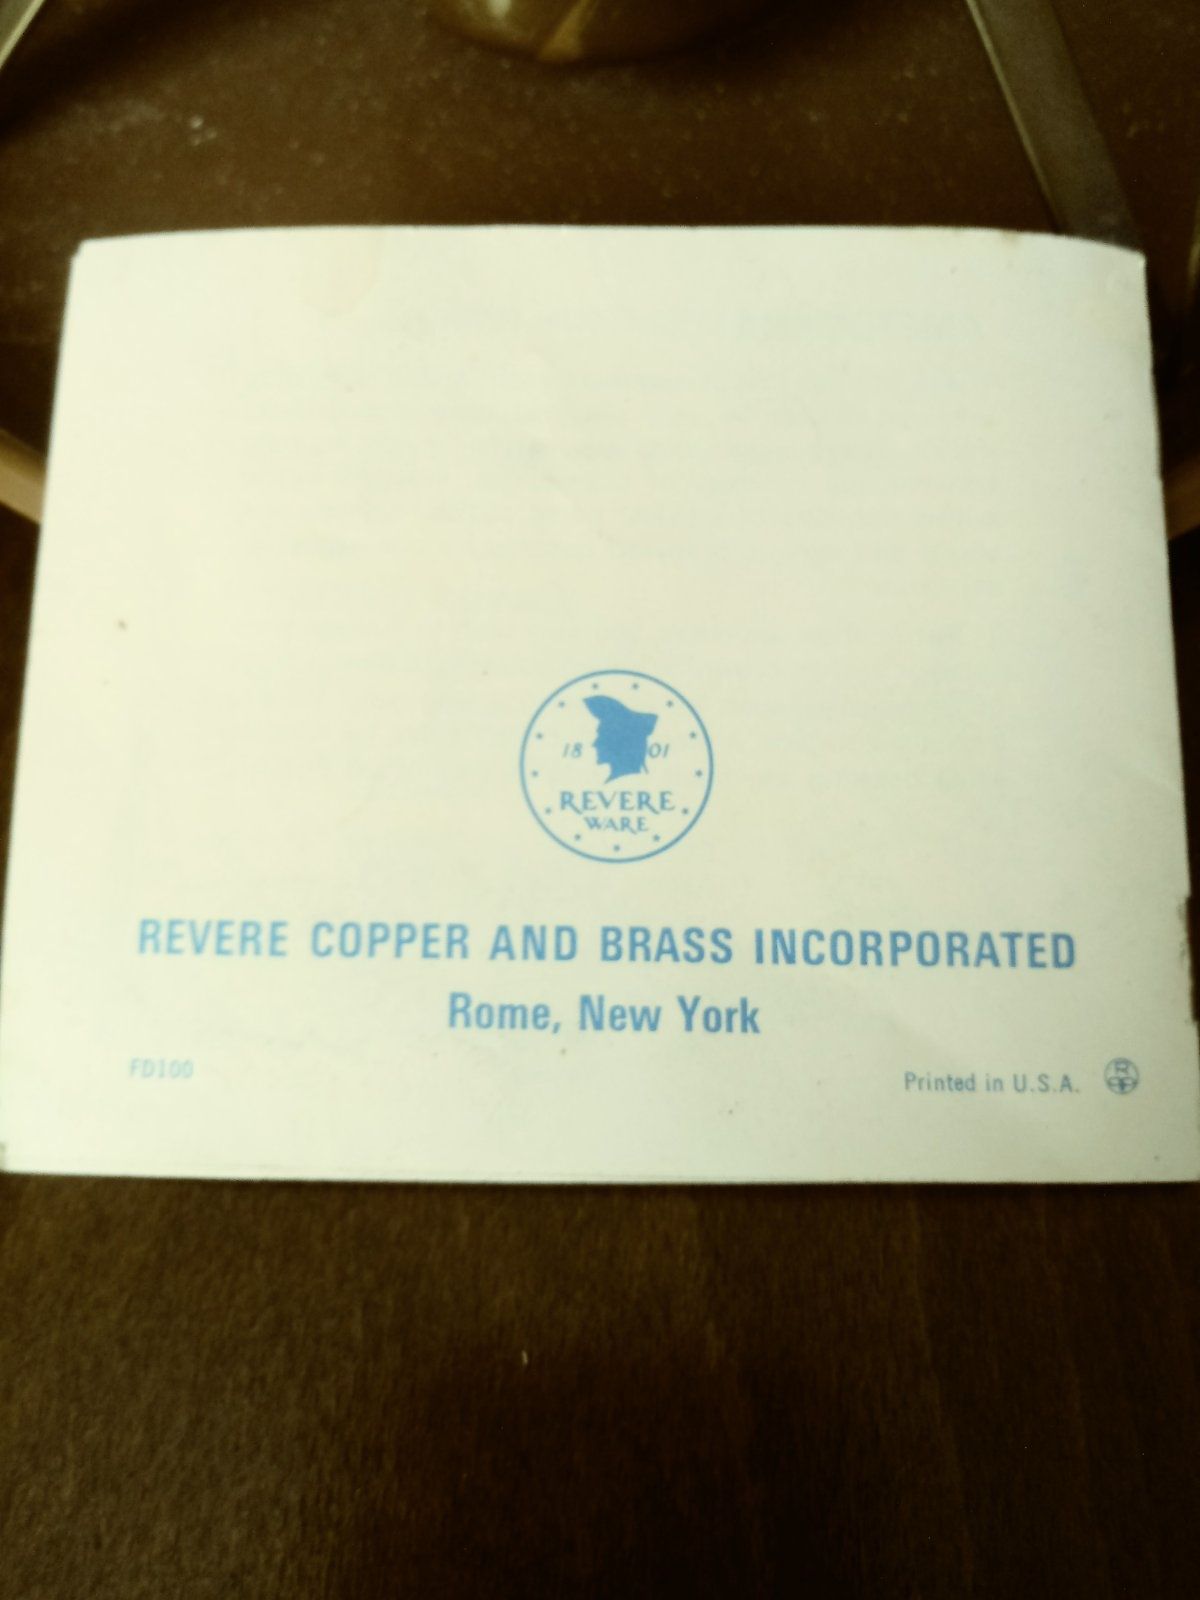 18 01
REVERE
WARE
REVERE COPPER AND BRASS INCORPORATED
Rome, New York
FD100
Printed in U.S.A.
R